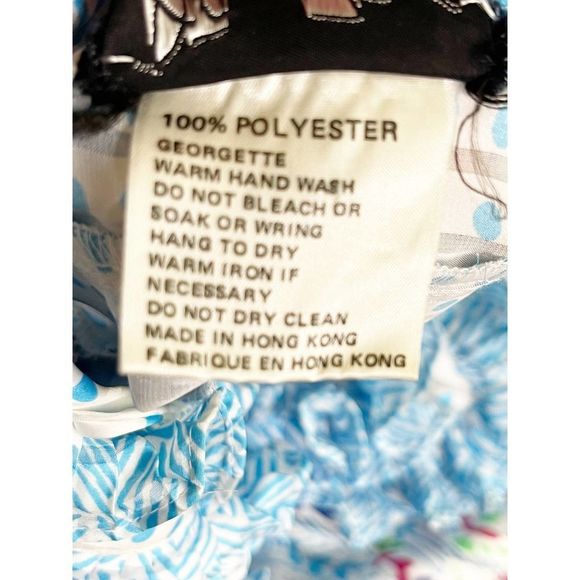 100% POLYESTER
GEORGETTE
WARM HAND WASH
DO NOT BLEACH OR
SOAK OR WRING
HANG TO DRY
WARM IRON IF
NECESSARY
DO NOT DRY CLEAN
MADE IN HONG KONG
FABRIQUE EN HONG KONG